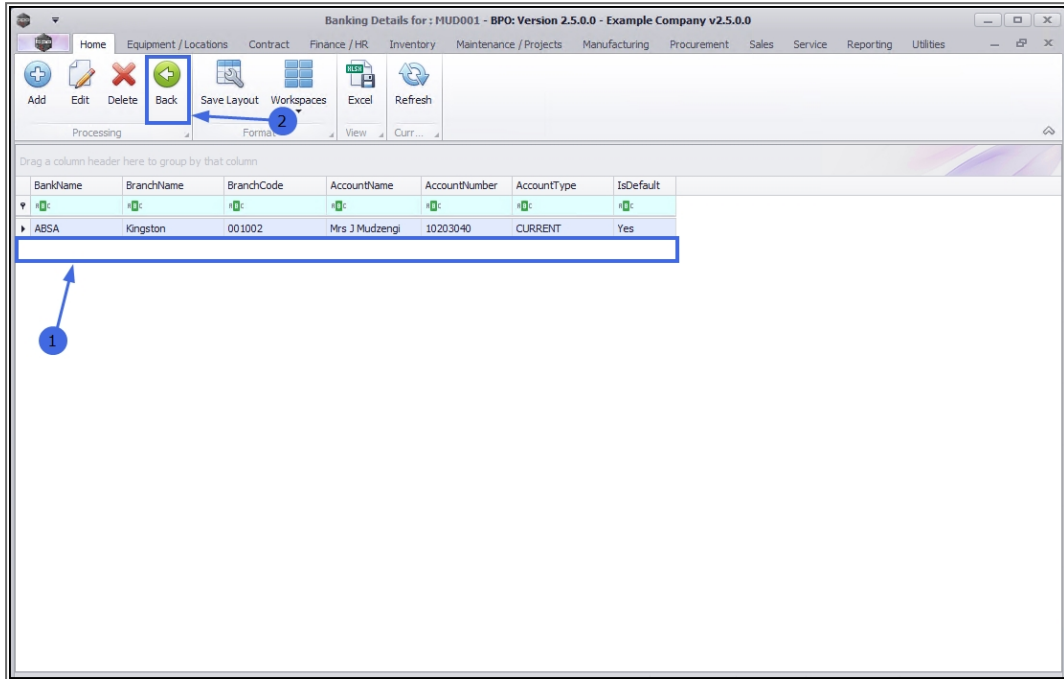 Banking Details for : MUD001 - BPO: Version 2.5.0.0 - Example Company v2.5.0.0
Home Equipment / Locations Contract Finance / HR Inventory Maintenance / Projects Manufacturing Procurement Sales Service Reporting Utilities
Add Edit Delete Back Save Layout Workspaces Excel Refresh
2
Processing Format View Curr...
Drag a column header here to group by that column
BankName BranchName BranchCode AccountName AccountNumber AccountType IsDefault
ABSA Kingston 001002 Mrs J Mudzengi 10203040 CURRENT Yes
1